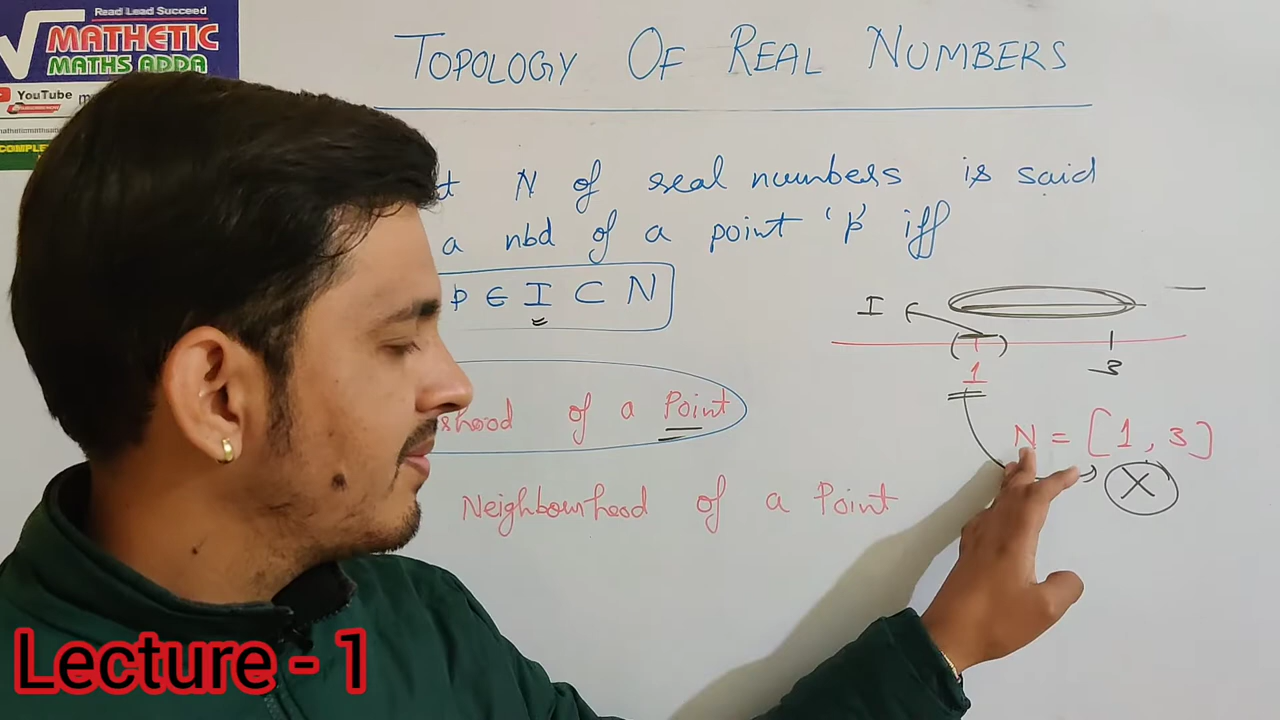 Read Lead Succeed
MATHETIC
MATHS ADDA
YouTube
COMPLE
TOPOLOGY OF REAL NUMBERS
N of real numbers is said
a nbd of a point 'p' iff
p ∈ I ⊂ N
hood of a Point
Neighbourhood of a Point
I
( )
1 3
N = [1, 3]
X
Lecture - 1